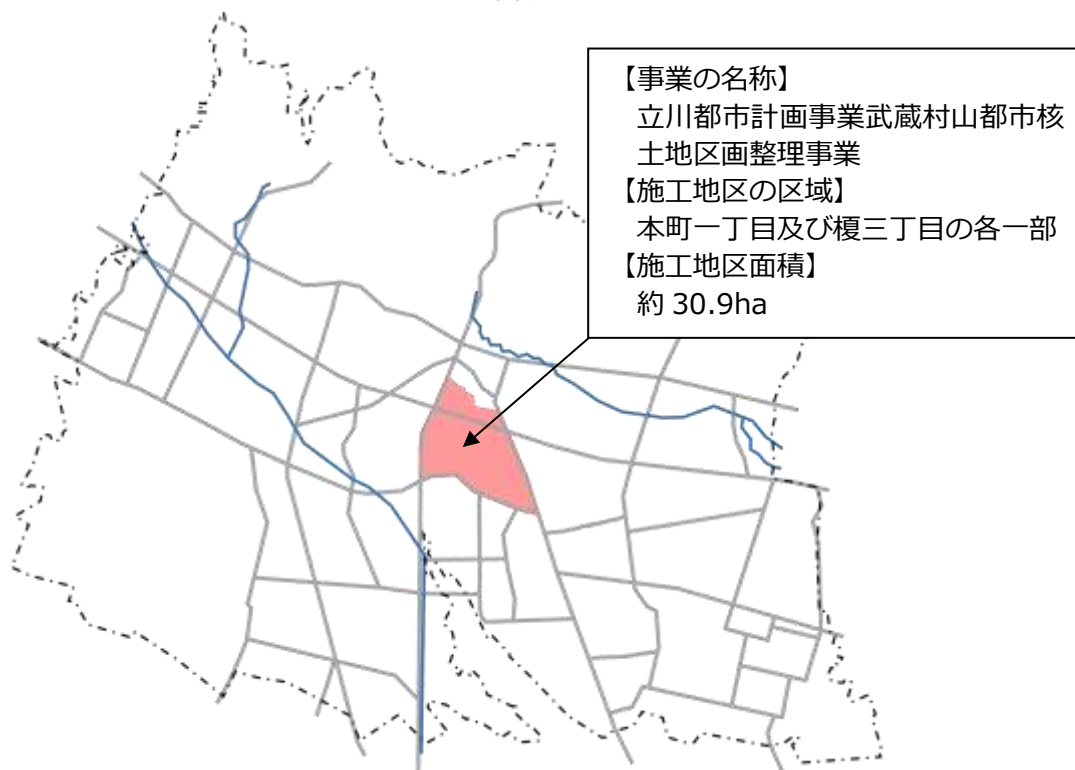 【事業の名称】
立川都市計画事業武蔵村山都市核
土地区画整理事業
【施工地区の区域】
本町一丁目及び榎三丁目の各一部
【施工地区面積】
約 30.9ha